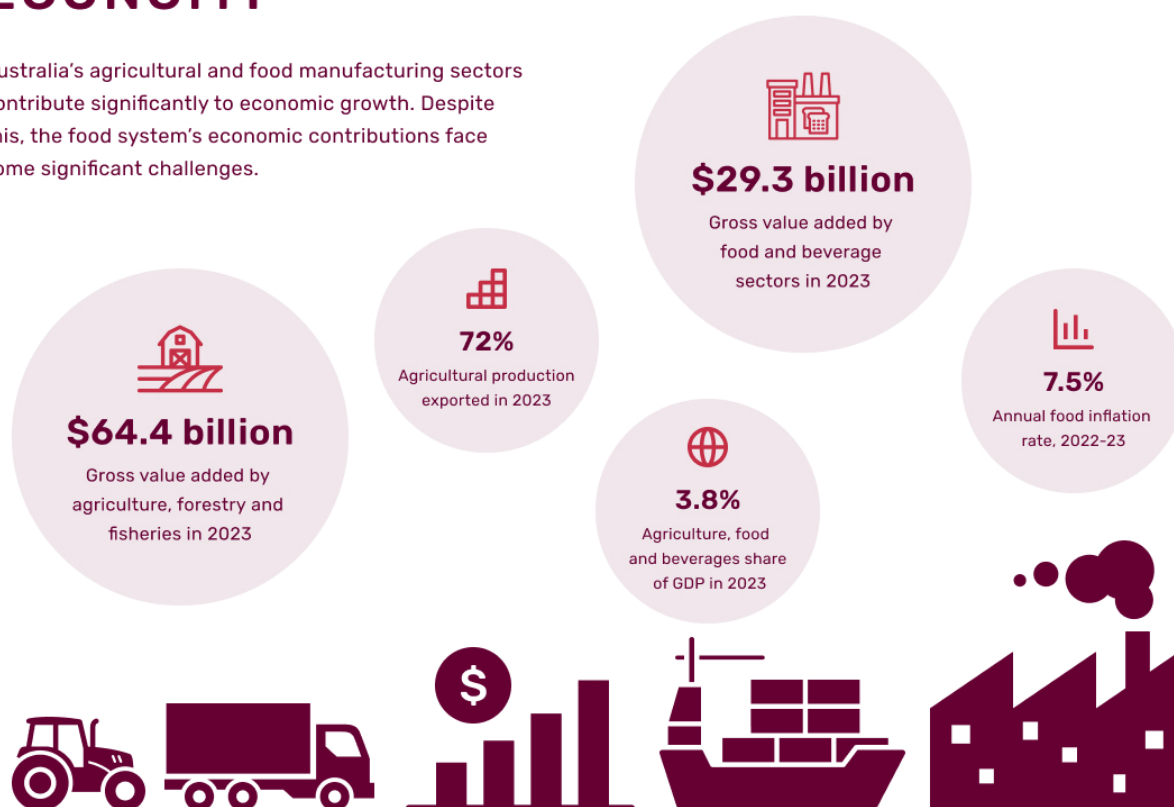 ustralia's agricultural and food manufacturing sectors
ontribute significantly to economic growth. Despite
his, the food system's economic contributions face
ome significant challenges.
$29.3 billion
Gross value added by
food and beverage
sectors in 2023
72%
Agricultural production
exported in 2023
$64.4 billion
Gross value added by
agriculture, forestry and
fisheries in 2023
3.8%
Agriculture, food
and beverages share
of GDP in 2023
7.5%
Annual food inflation
rate, 2022-23
$